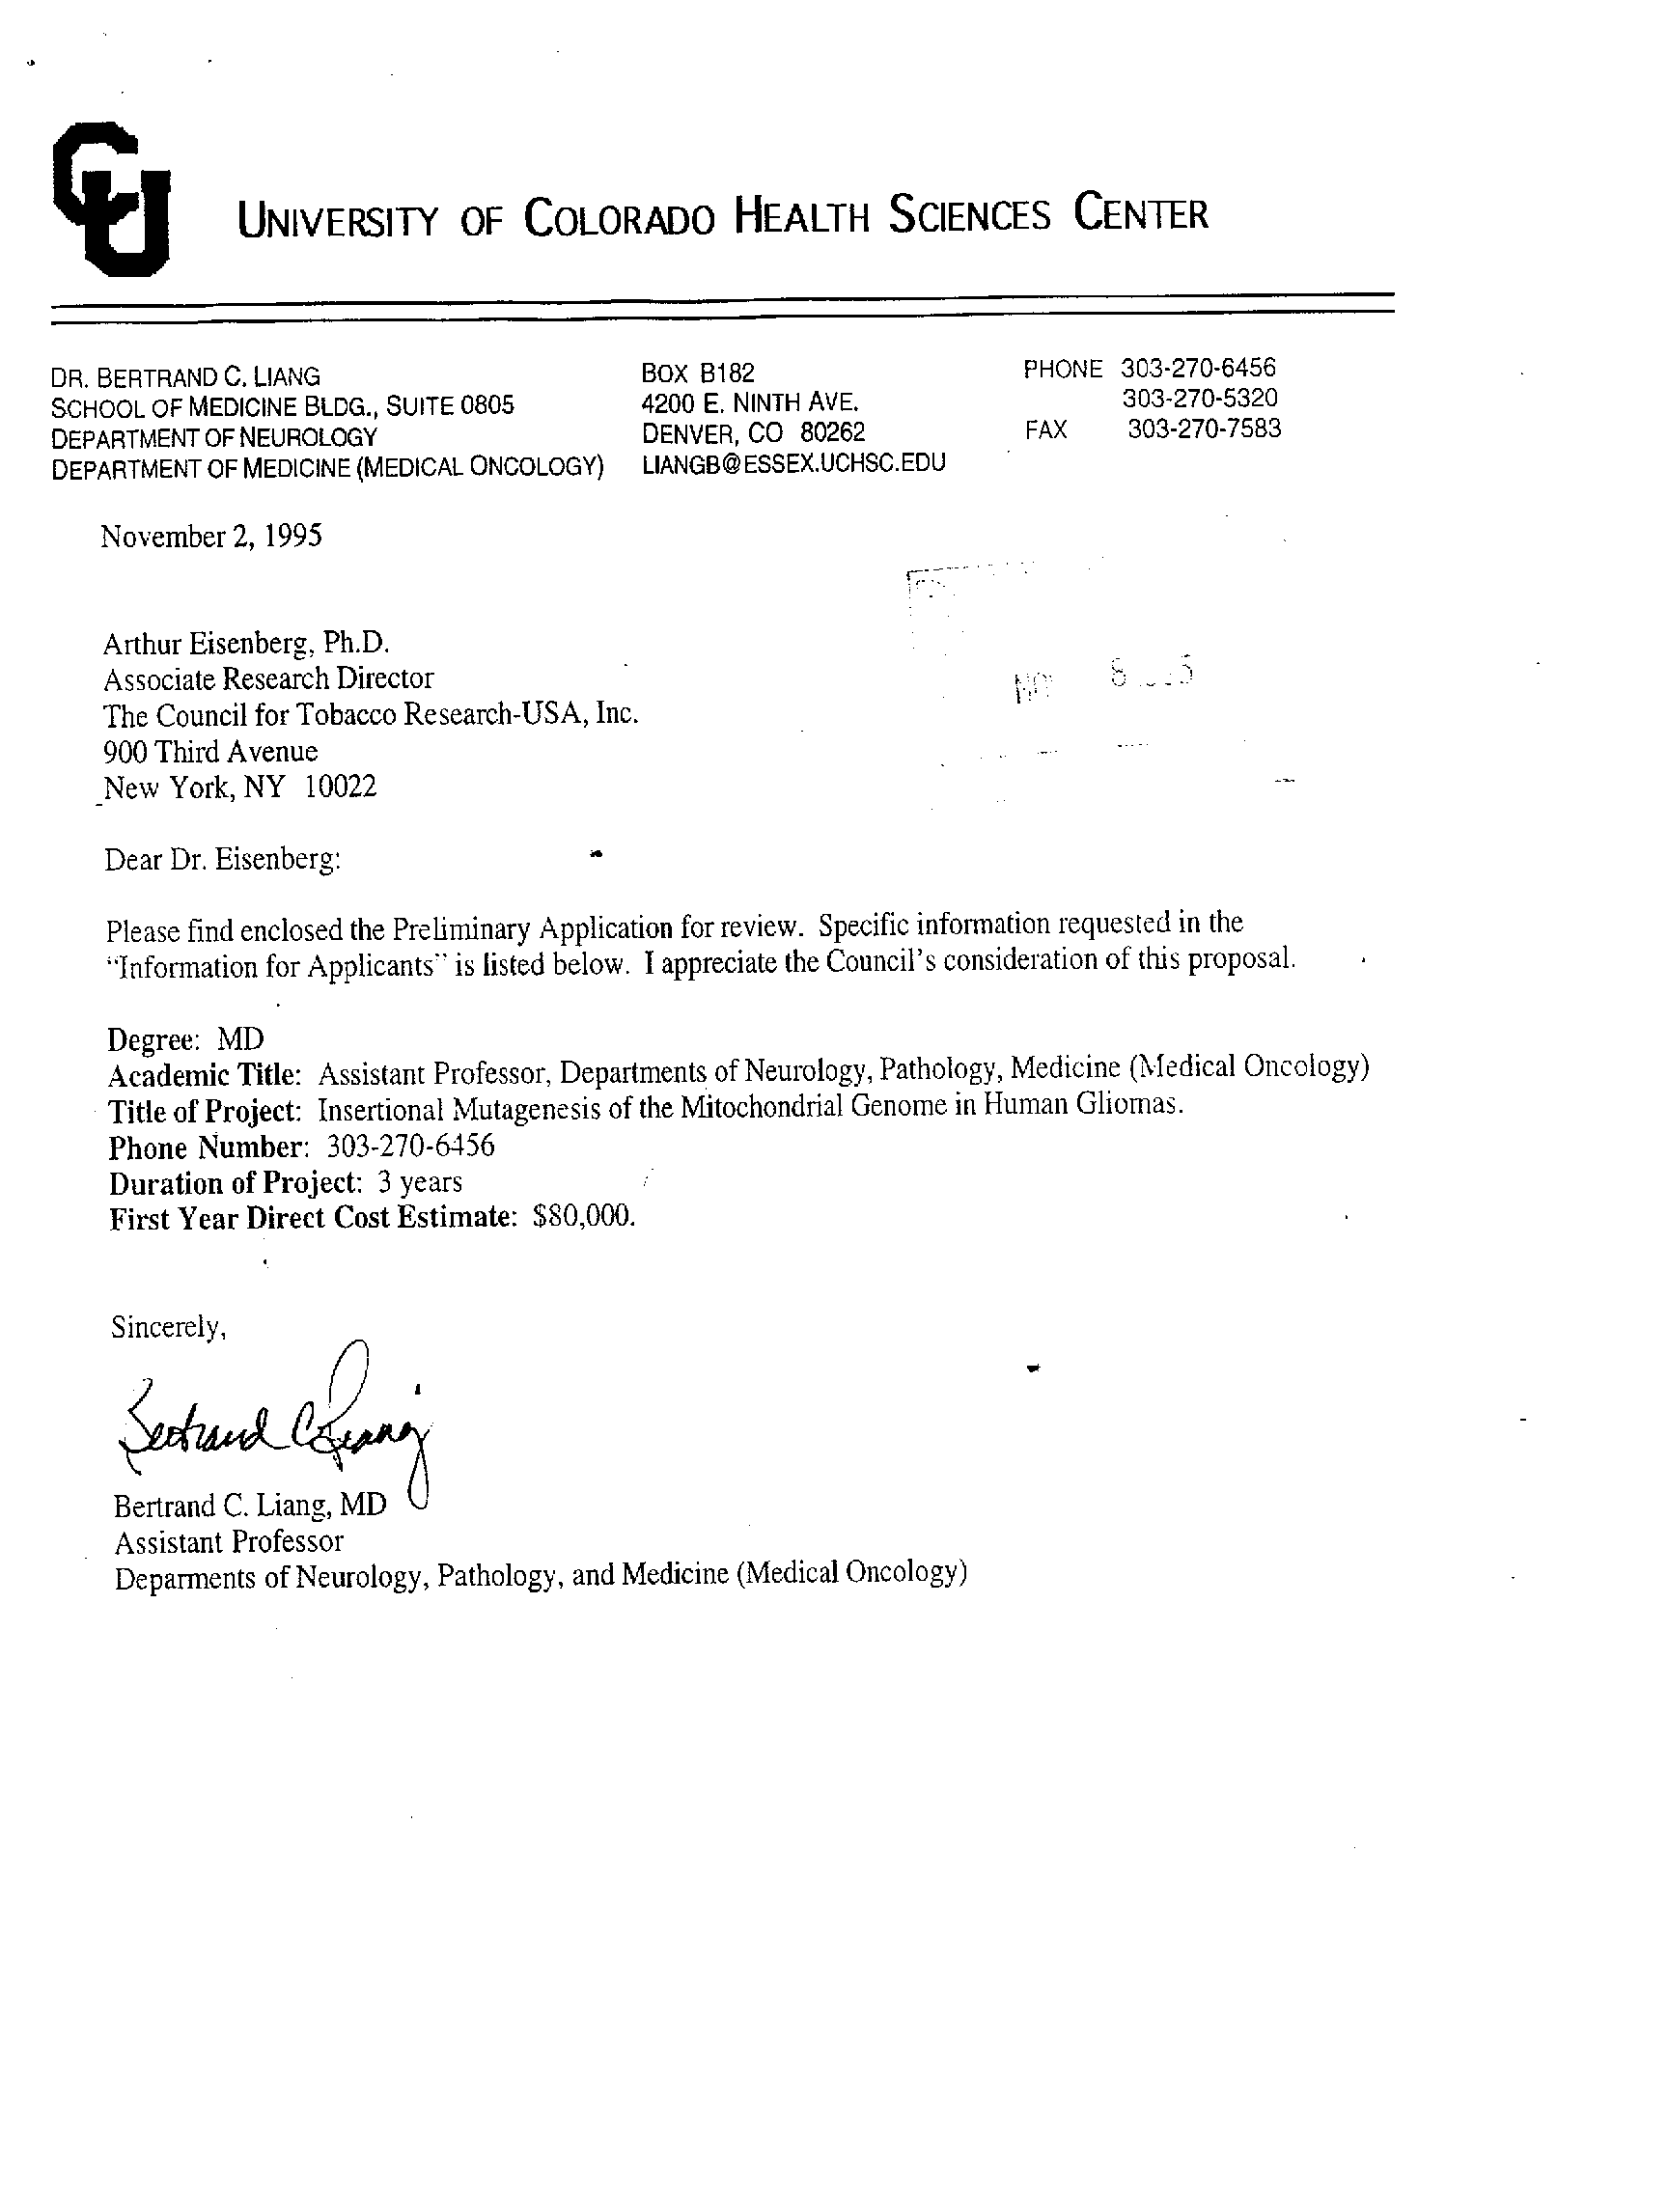 CU
UNIVERSITY OF COLORADO HEALTH SCIENCES CENTER
DR. BERTRAND C. LIANG
SCHOOL OF MEDICINE BLDG., SUITE 0805
DEPARTMENT OF NEUROLOGY
DEPARTMENT OF MEDICINE (MEDICAL ONCOLOGY)
BOX B182
4200 E. NINTH AVE.
DENVER, CO 80262
LIANGB@ESSEX.UCHSC.EDU
PHONE 303-270-6456
303-270-5320
FAX 303-270-7583
November 2, 1995
Arthur Eisenberg, Ph.D.
Associate Research Director
The Council for Tobacco Research-USA, Inc.
900 Third Avenue
New York, NY 10022
Dear Dr. Eisenberg:
Please find enclosed the Preliminary Application for review. Specific information requested in the
“Information for Applicants” is listed below. I appreciate the Council's consideration of this proposal.
Degree: MD
Academic Title: Assistant Professor, Departments of Neurology, Pathology, Medicine (Medical Oncology)
Title of Project: Insertional Mutagenesis of the Mitochondrial Genome in Human Gliomas.
Phone Number: 303-270-6456
Duration of Project: 3 years
First Year Direct Cost Estimate: $80,000.
Sincerely,
Bertrand C Liang
Bertrand C. Liang, MD
Assistant Professor
Deparments of Neurology, Pathology, and Medicine (Medical Oncology)